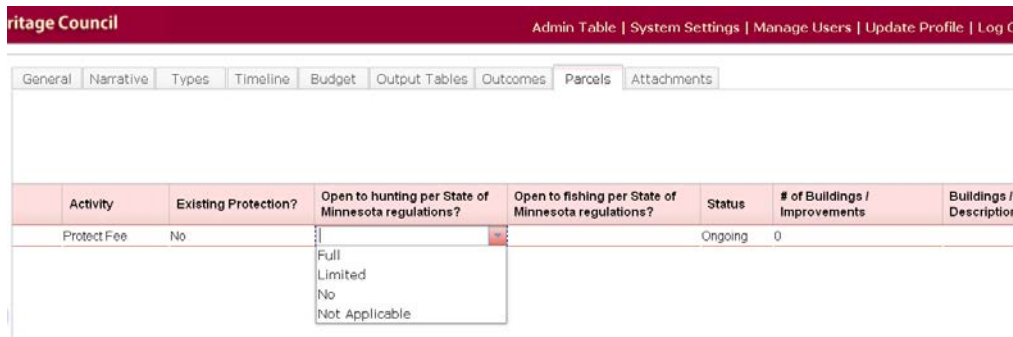 ritage Council
Admin Table | System Settings | Manage Users | Update Profile | Log
General Narrative Types Timeline Budget Output Tables Outcomes Parcels Attachments
Activity Existing Protection? Open to hunting per State of Minnesota regulations? Open to fishing per State of Minnesota regulations? Status # of Buildings / Improvements Buildings / Description
Protect Fee No Ongoing 0
Full
Limited
No
Not Applicable